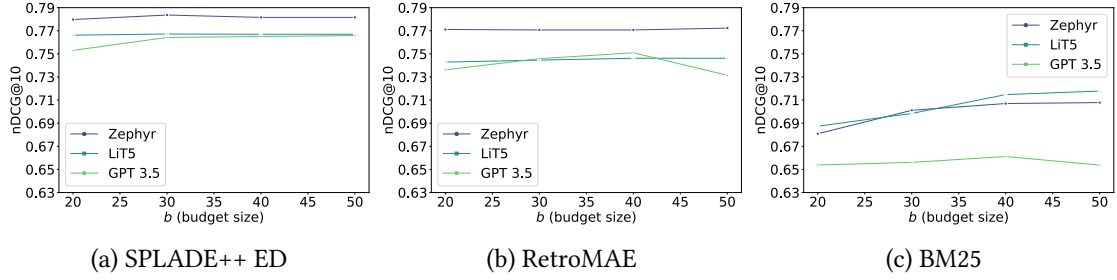 nDCG@10
0.79
0.77
0.75
0.73
0.71
0.69
0.67
0.65
0.63
Zephyr
LiT5
GPT 3.5
20 25 30 35 40 45 50
b (budget size)
(a) SPLADE++ ED
nDCG@10
0.79
0.77
0.75
0.73
0.71
0.69
0.67
0.65
0.63
Zephyr
LiT5
GPT 3.5
20 25 30 35 40 45 50
b (budget size)
(b) RetroMAE
nDCG@10
0.79
0.77
0.75
0.73
0.71
0.69
0.67
0.65
0.63
Zephyr
LiT5
GPT 3.5
20 25 30 35 40 45 50
b (budget size)
(c) BM25